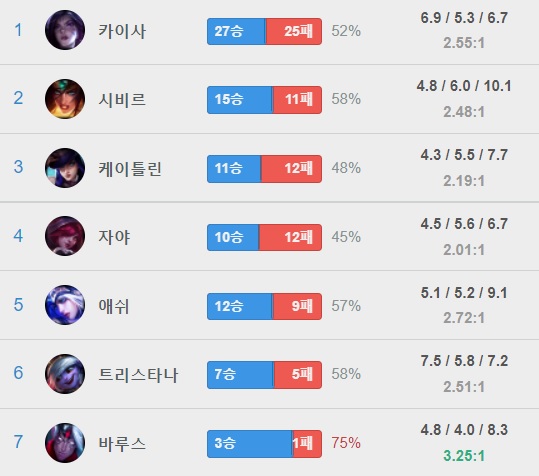 1 카이사 27승 25패 52% 6.9 / 5.3 / 6.7
2.55:1
2 시비르 15승 11패 58% 4.8 / 6.0 / 10.1
2.48:1
3 케이틀린 11승 12패 48% 4.3 / 5.5 / 7.7
2.19:1
4 자야 10승 12패 45% 4.5 / 5.6 / 6.7
2.01:1
5 애쉬 12승 9패 57% 5.1 / 5.2 / 9.1
2.72:1
6 트리스타나 7승 5패 58% 7.5 / 5.8 / 7.2
2.51:1
7 바루스 3승 1패 75% 4.8 / 4.0 / 8.3
3.25:1